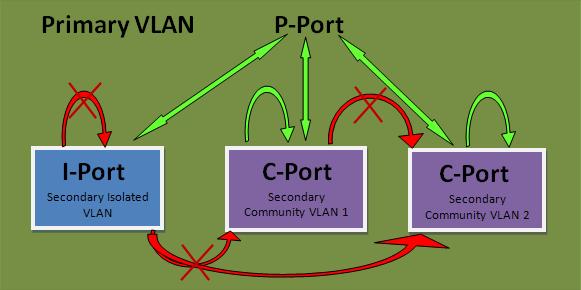 Primary VLAN
P-Port
I-Port
Secondary Isolated
VLAN
C-Port
Secondary
Community VLAN 1
C-Port
Secondary
Community VLAN 2